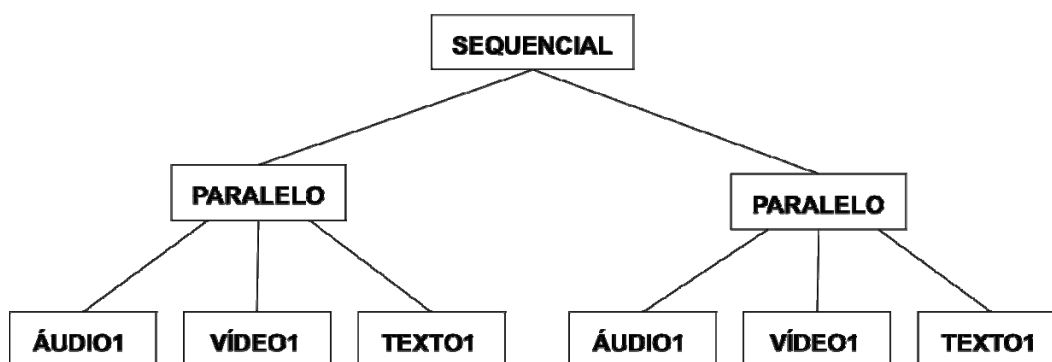 SEQUENCIAL
PARALELO
PARALELO
ÁUDIO1
VÍDEO1
TEXTO1
ÁUDIO1
VÍDEO1
TEXTO1